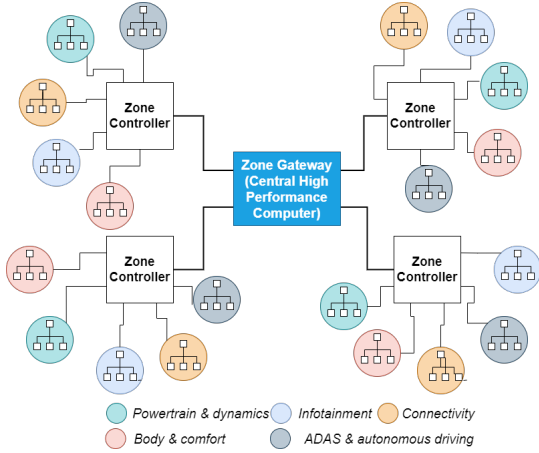 Zone
Controller
Zone
Controller
Zone Gateway
(Central High
Performance
Computer)
Zone
Controller
Zone
Controller
Powertrain & dynamics
Infotainment
Connectivity
Body & comfort
ADAS & autonomous driving